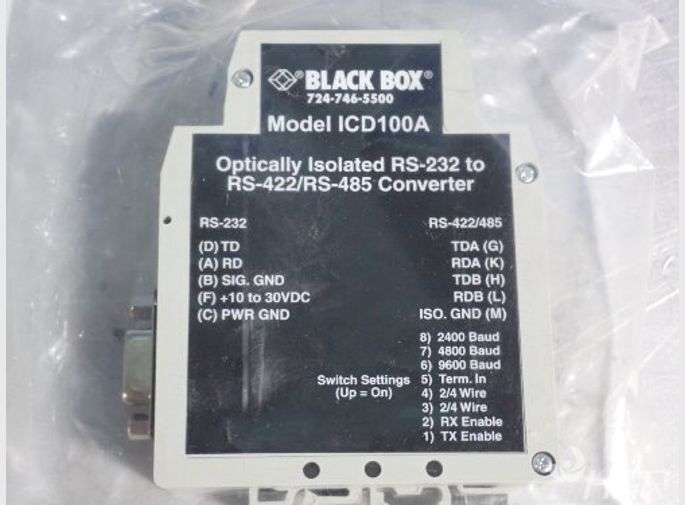 BLACK BOX®
724-746-5500
Model ICD100A
Optically Isolated RS-232 to
RS-422/RS-485 Converter
RS-232 RS-422/485
(D) TD TDA (G)
(A) RD RDA (K)
(B) SIG. GND TDB (H)
(F) +10 to 30VDC RDB (L)
(C) PWR GND ISO. GND (M)
8) 2400 Baud
7) 4800 Baud
6) 9600 Baud
Switch Settings 5) Term. In
(Up = On) 4) 2/4 Wire
3) 2/4 Wire
2) RX Enable
1) TX Enable